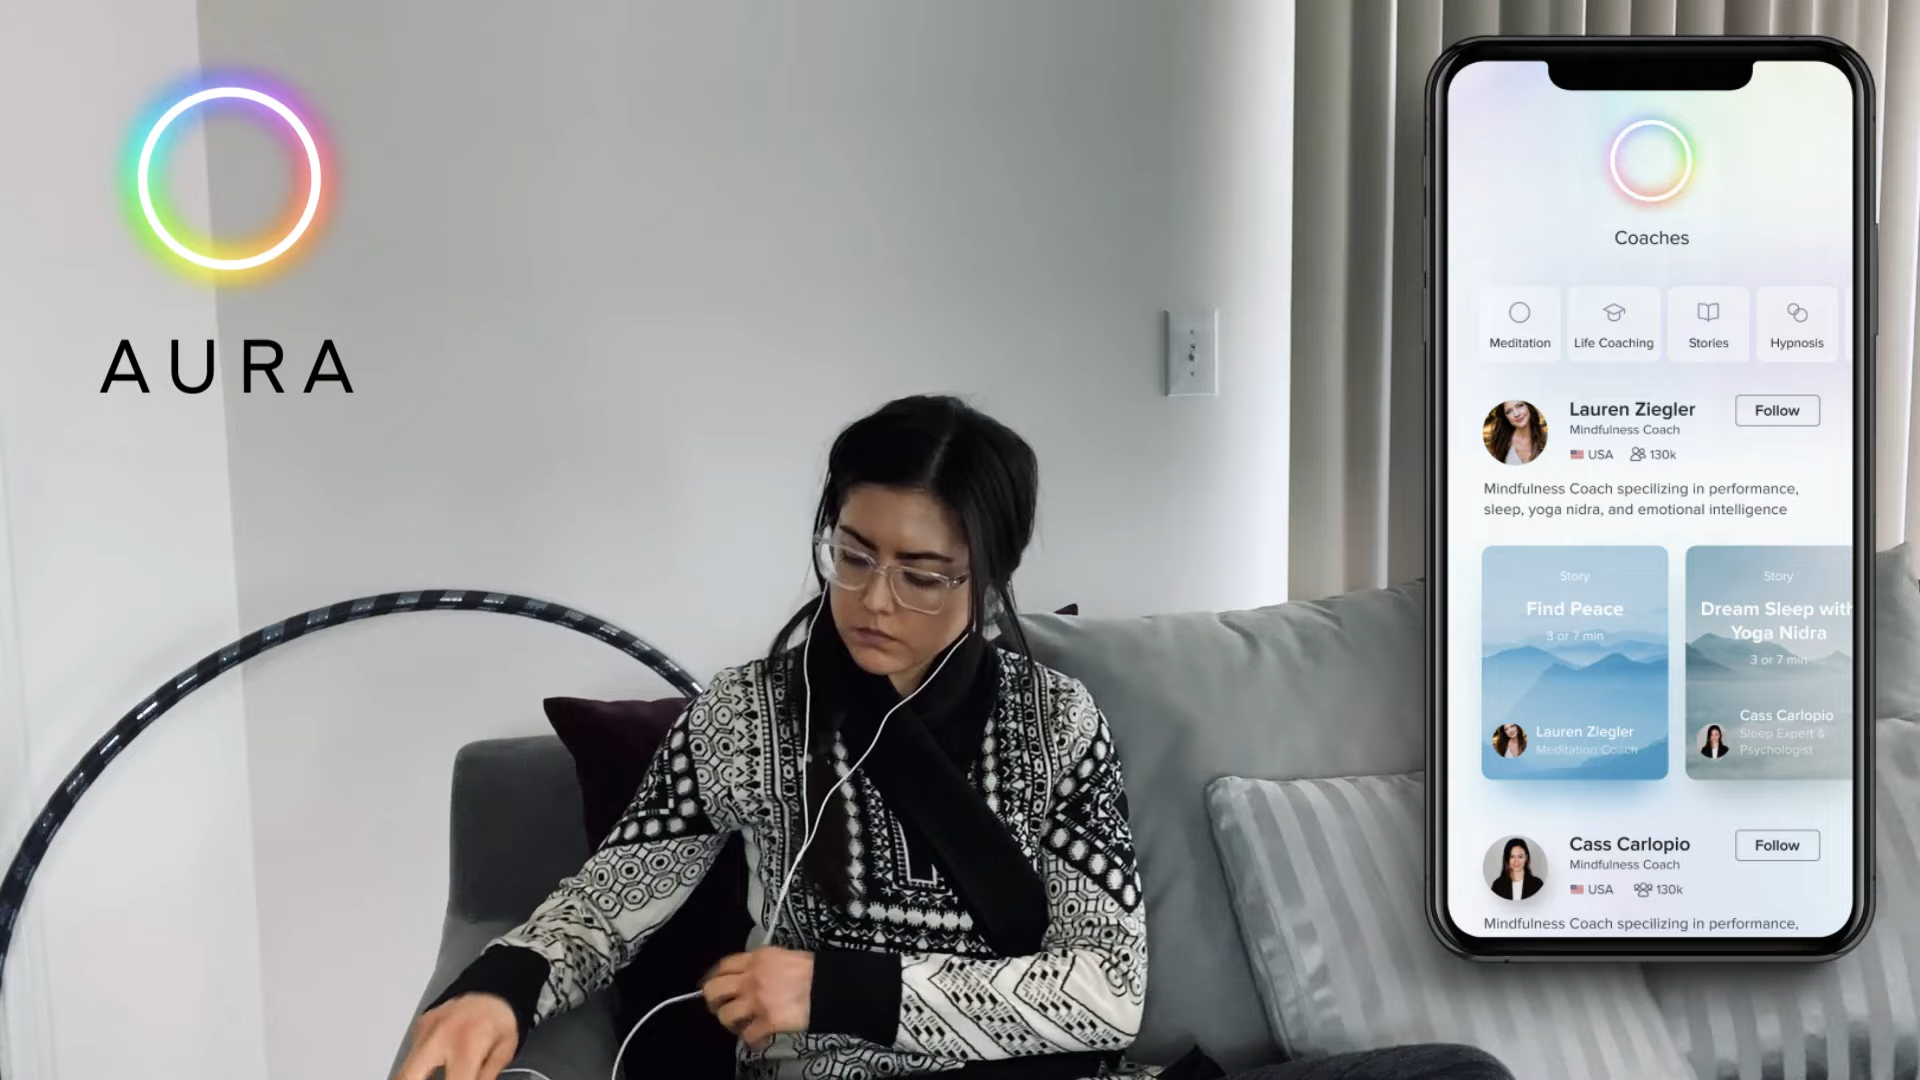 AURA
Coaches
Meditation
Life Coaching
Stories
Hypnosis
Lauren Ziegler
Follow
Mindfulness Coach
USA 130k
Mindfulness Coach specilizing in performance,
sleep, yoga nidra, and emotional intelligence
Story
Find Peace
3 or 7 min
Lauren Ziegler
Meditation Coach
Story
Dream Sleep with
Yoga Nidra
3 or 7 min
Cass Carlopio
Sleep Expert &
Psychologist
Cass Carlopio
Follow
Mindfulness Coach
USA 130k
Mindfulness Coach specilizing in performance,